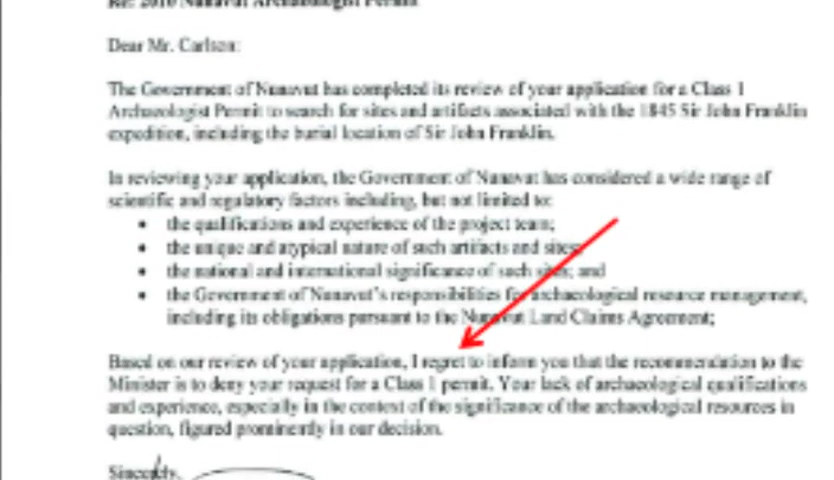 Re: 2010 Nunavut Archaeologist Permit
Dear Mr. Carlson:
The Government of Nunavut has completed its review of your application for a Class 1
Archaeologist Permit to search for sites and artifacts associated with the 1845 Sir John Franklin
expedition, including the burial location of Sir John Franklin.
In reviewing your application, the Government of Nunavut has considered a wide range of
scientific and regulatory factors including, but not limited to:
• the qualifications and experience of the project team;
• the unique and atypical nature of such artifacts and sites;
• the national and international significance of such sites; and
• the Government of Nunavut's responsibilities for archaeological resource management,
including its obligations pursuant to the Nunavut Land Claims Agreement;
Based on our review of your application, I regret to inform you that the recommendation to the
Minister is to deny your request for a Class 1 permit. Your lack of archaeological qualifications
and experience, especially in the context of the significance of the archaeological resources in
question, figured prominently in our decision.
Sincerely,